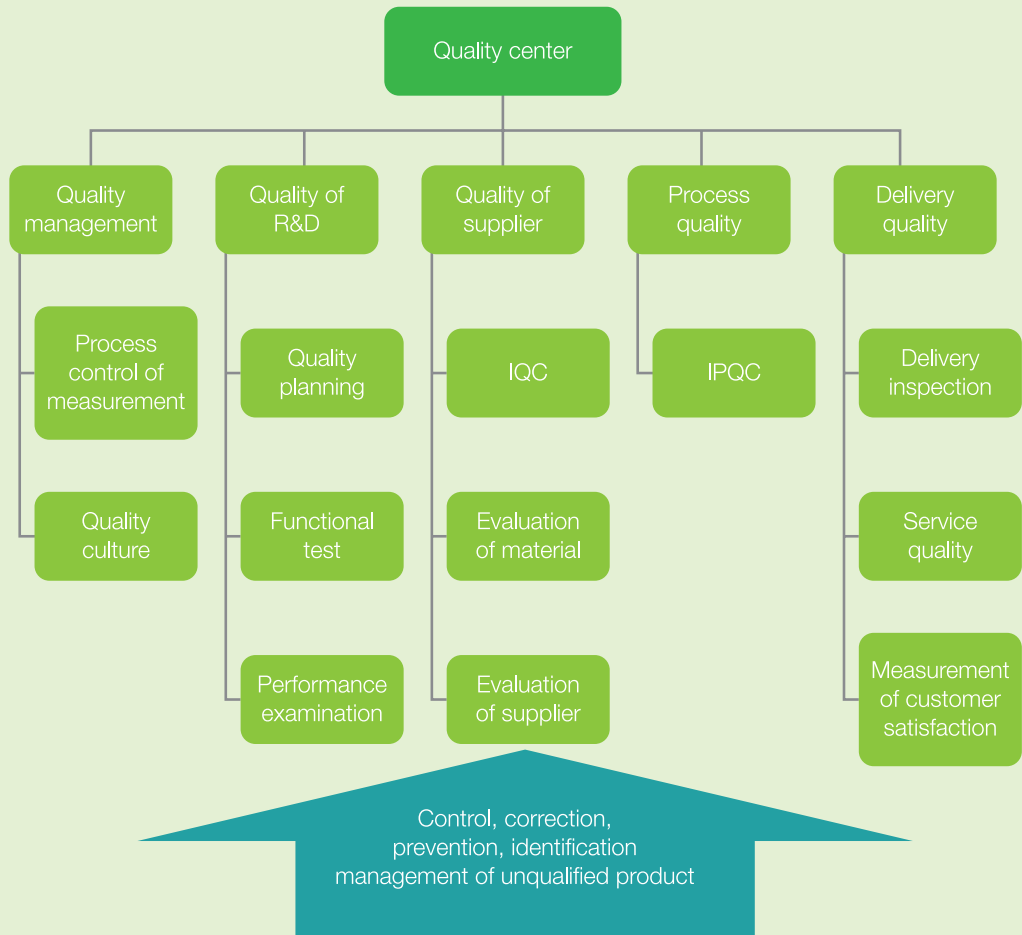 Quality center
Quality
management
Quality of
R&D
Quality of
supplier
Process
quality
Delivery
quality
Process
control of
measurement
Quality
planning
IQC
IPQC
Delivery
inspection
Quality
culture
Functional
test
Evaluation
of material
Service
quality
Performance
examination
Evaluation
of supplier
Measurement
of customer
satisfaction
Control, correction,
prevention, identification
management of unqualified product